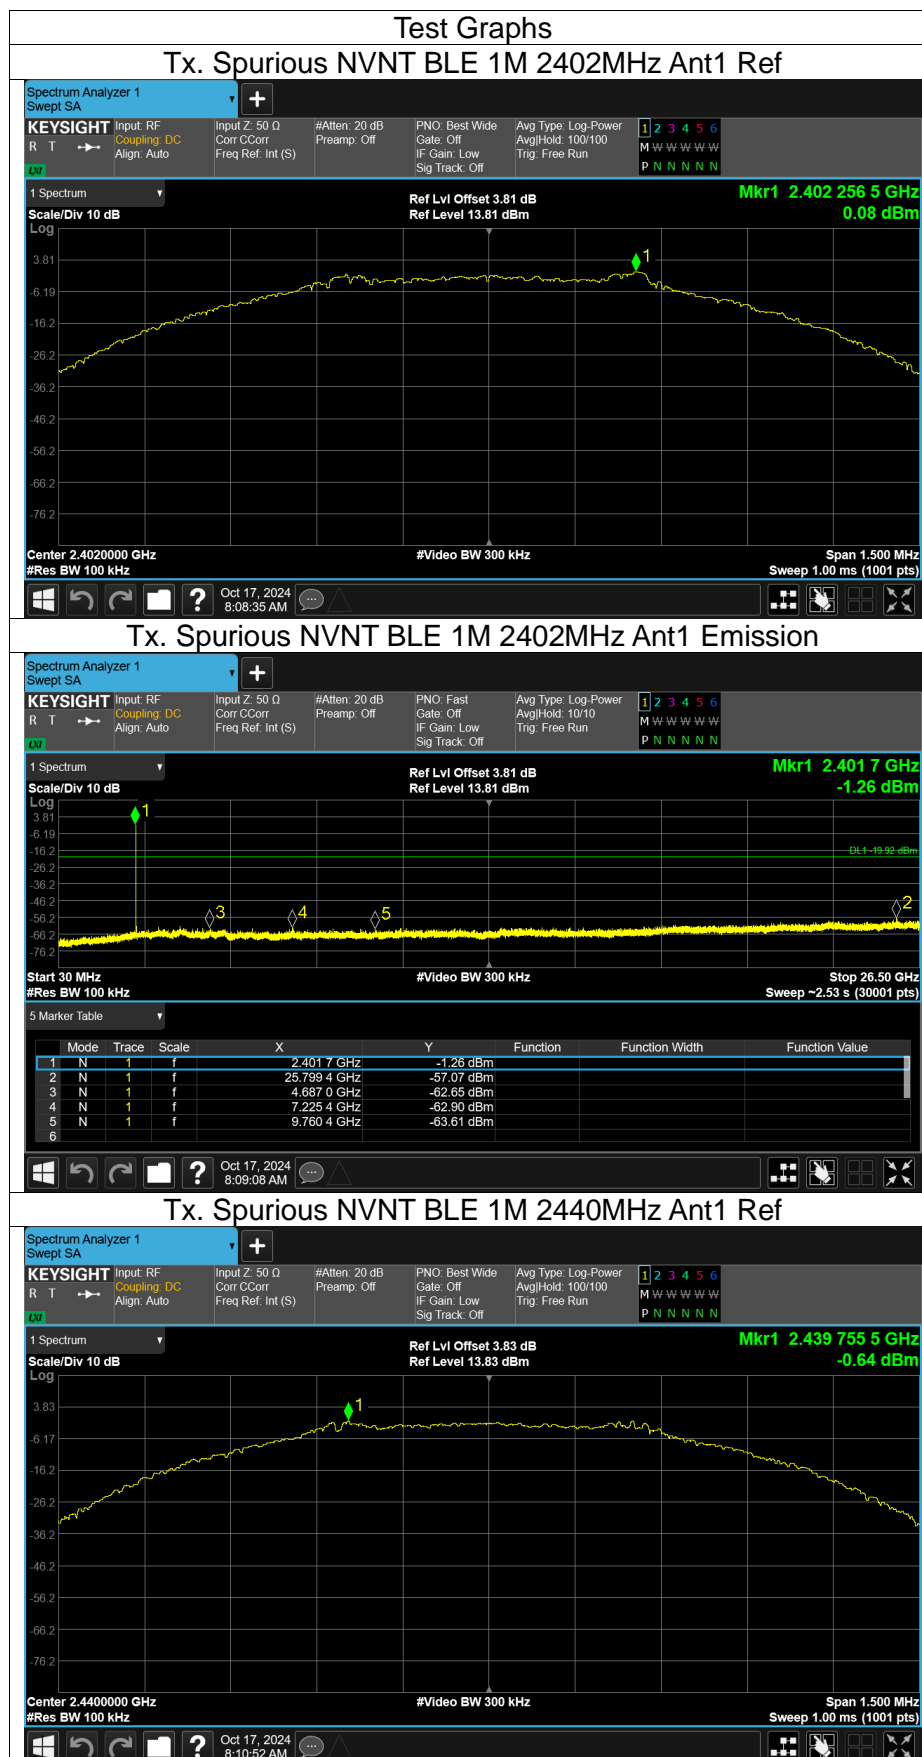 Test Graphs
Tx. Spurious NVNT BLE 1M 2402MHz Ant1 Ref
Spectrum Analyzer 1
Swept SA
+
KEYSIGHT Input: RF Input Z: 50 Ω #Atten: 20 dB PNO: Best Wide Avg Type: Log-Power 1 2 3 4 5 6
R T Coupling: DC Corr CCorr Preamp: Off Gate: Off Avg|Hold: 100/100 M W W W W W
Align: Auto Freq Ref: Int (S) IF Gain: Low Trig: Free Run
LXI Sig Track: Off P N N N N N
1 Spectrum Ref Lvl Offset 3.81 dB Mkr1 2.402 256 5 GHz
Scale/Div 10 dB Ref Level 13.81 dBm 0.08 dBm
Log
1
3.81
-6.19
-16.2
-26.2
-36.2
-46.2
-56.2
-66.2
-76.2
Center 2.4020000 GHz #Video BW 300 kHz Span 1.500 MHz
#Res BW 100 kHz Sweep 1.00 ms (1001 pts)
? Oct 17, 2024
8:08:35 AM
Tx. Spurious NVNT BLE 1M 2402MHz Ant1 Emission
Spectrum Analyzer 1
Swept SA
+
KEYSIGHT Input: RF Input Z: 50 Ω #Atten: 20 dB PNO: Fast Avg Type: Log-Power 1 2 3 4 5 6
R T Coupling: DC Corr CCorr Preamp: Off Gate: Off Avg|Hold: 10/10 M W W W W W
Align: Auto Freq Ref: Int (S) IF Gain: Low Trig: Free Run
LXI Sig Track: Off P N N N N N
1 Spectrum Ref Lvl Offset 3.81 dB Mkr1 2.401 7 GHz
Scale/Div 10 dB Ref Level 13.81 dBm -1.26 dBm
Log
1
3.81
-6.19
-16.2 DL1 -19.92 dBm
-26.2
-36.2
-46.2 2
-56.2 3 4 5
-66.2
-76.2
Start 30 MHz #Video BW 300 kHz Stop 26.50 GHz
#Res BW 100 kHz Sweep ~2.53 s (30001 pts)
5 Marker Table
Mode Trace Scale X Y Function Function Width Function Value
1 N 1 f 2.401 7 GHz -1.26 dBm
2 N 1 f 25.799 4 GHz -57.07 dBm
3 N 1 f 4.687 0 GHz -62.65 dBm
4 N 1 f 7.225 4 GHz -62.90 dBm
5 N 1 f 9.760 4 GHz -63.61 dBm
6
? Oct 17, 2024
8:09:08 AM
Tx. Spurious NVNT BLE 1M 2440MHz Ant1 Ref
Spectrum Analyzer 1
Swept SA
+
KEYSIGHT Input: RF Input Z: 50 Ω #Atten: 20 dB PNO: Best Wide Avg Type: Log-Power 1 2 3 4 5 6
R T Coupling: DC Corr CCorr Preamp: Off Gate: Off Avg|Hold: 100/100 M W W W W W
Align: Auto Freq Ref: Int (S) IF Gain: Low Trig: Free Run
LXI Sig Track: Off P N N N N N
1 Spectrum Ref Lvl Offset 3.83 dB Mkr1 2.439 755 5 GHz
Scale/Div 10 dB Ref Level 13.83 dBm -0.64 dBm
Log
1
3.83
-6.17
-16.2
-26.2
-36.2
-46.2
-56.2
-66.2
-76.2
Center 2.4400000 GHz #Video BW 300 kHz Span 1.500 MHz
#Res BW 100 kHz Sweep 1.00 ms (1001 pts)
? Oct 17, 2024
8:10:52 AM